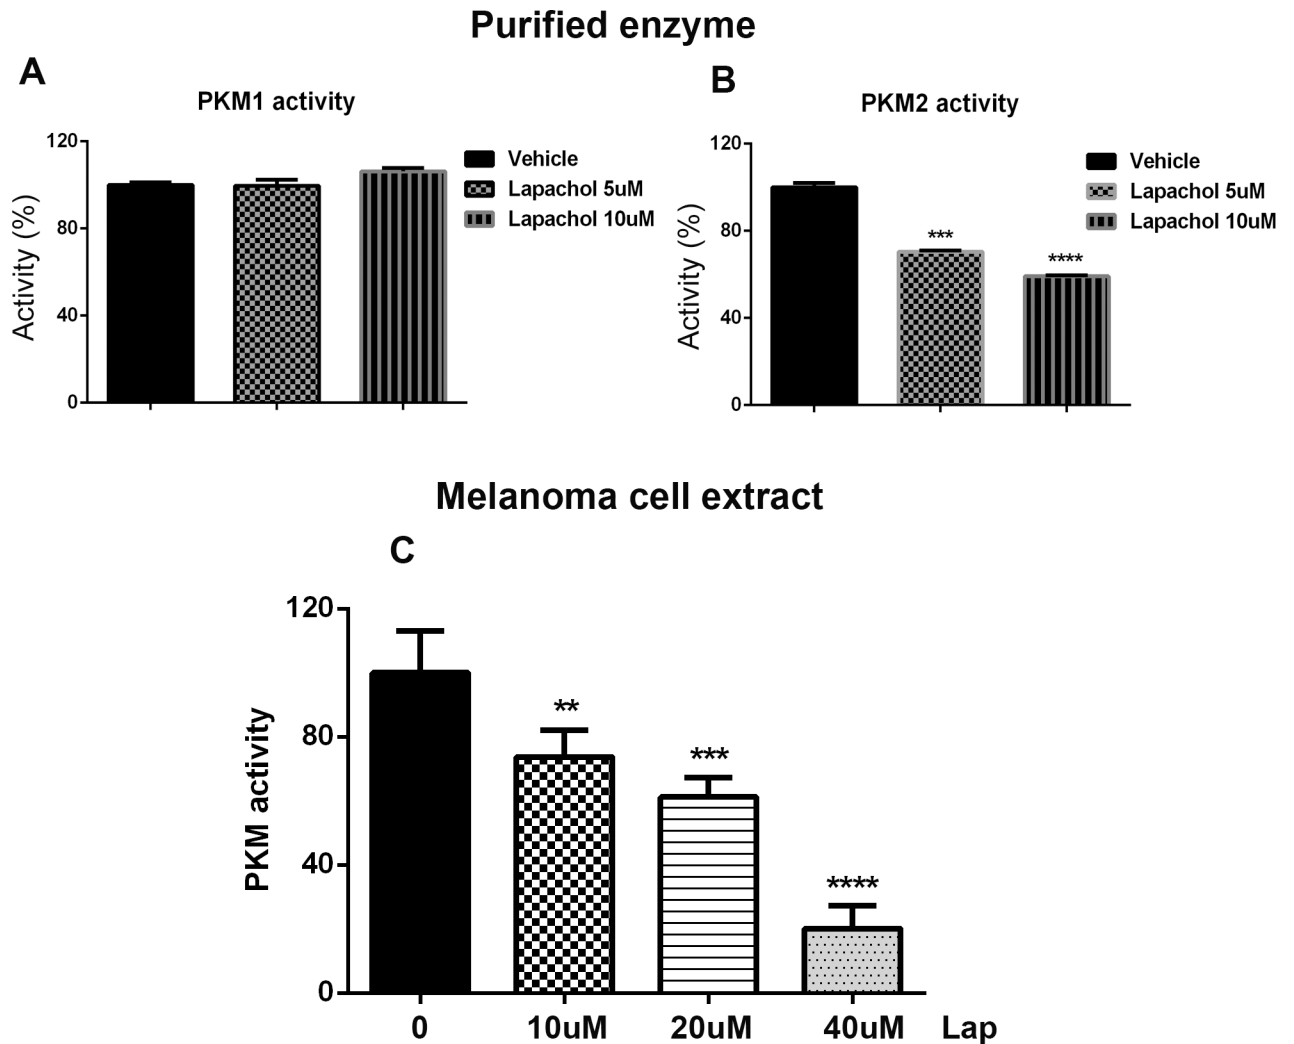 Purified enzyme
A
PKM1 activity
Activity (%)
120
80
40
0
Vehicle
Lapachol 5uM
Lapachol 10uM
B
PKM2 activity
Activity (%)
120
80
40
0
***
****
Vehicle
Lapachol 5uM
Lapachol 10uM
Melanoma cell extract
C
PKM activity
120
80
40
0
**
***
****
0 10uM 20uM 40uM Lap